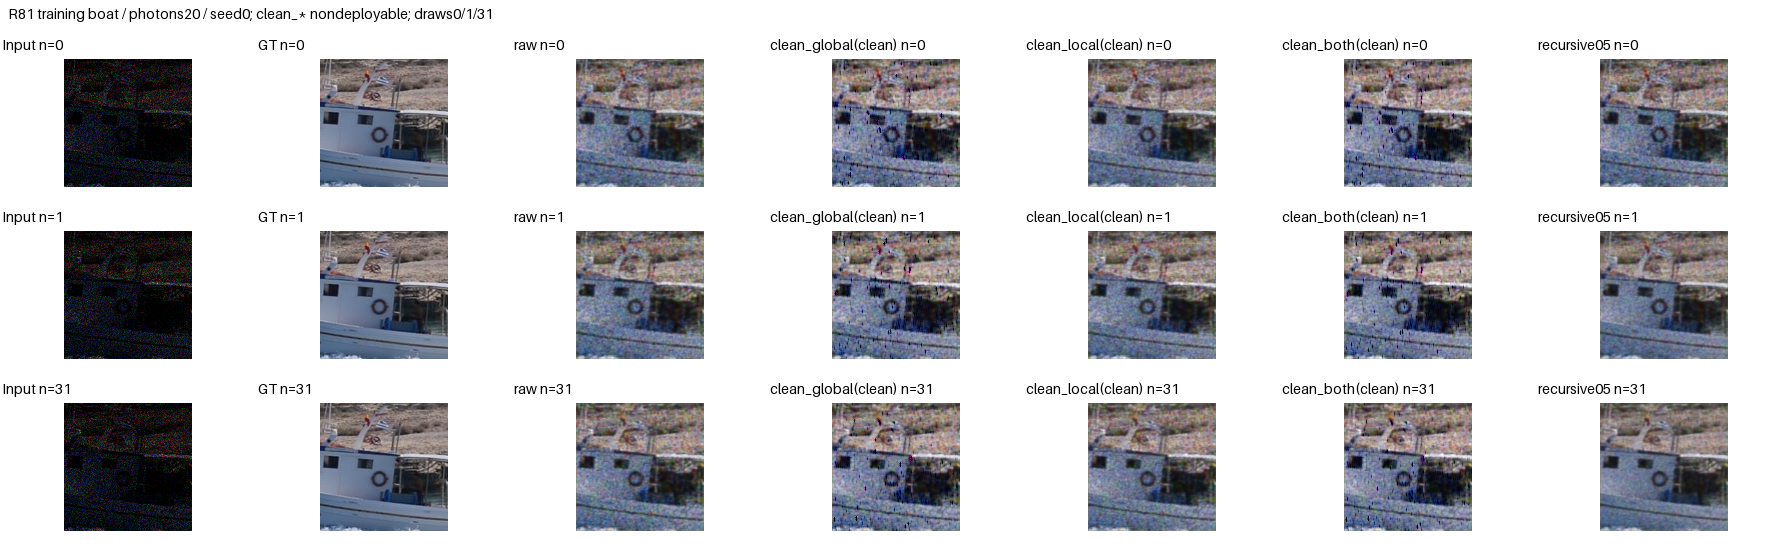 R81 training boat / photons20 / seed0; clean_* nondeployable; draws0/1/31
Input n=0 GT n=0 raw n=0 clean_global(clean) n=0 clean_local(clean) n=0 clean_both(clean) n=0 recursive05 n=0
Input n=1 GT n=1 raw n=1 clean_global(clean) n=1 clean_local(clean) n=1 clean_both(clean) n=1 recursive05 n=1
Input n=31 GT n=31 raw n=31 clean_global(clean) n=31 clean_local(clean) n=31 clean_both(clean) n=31 recursive05 n=31